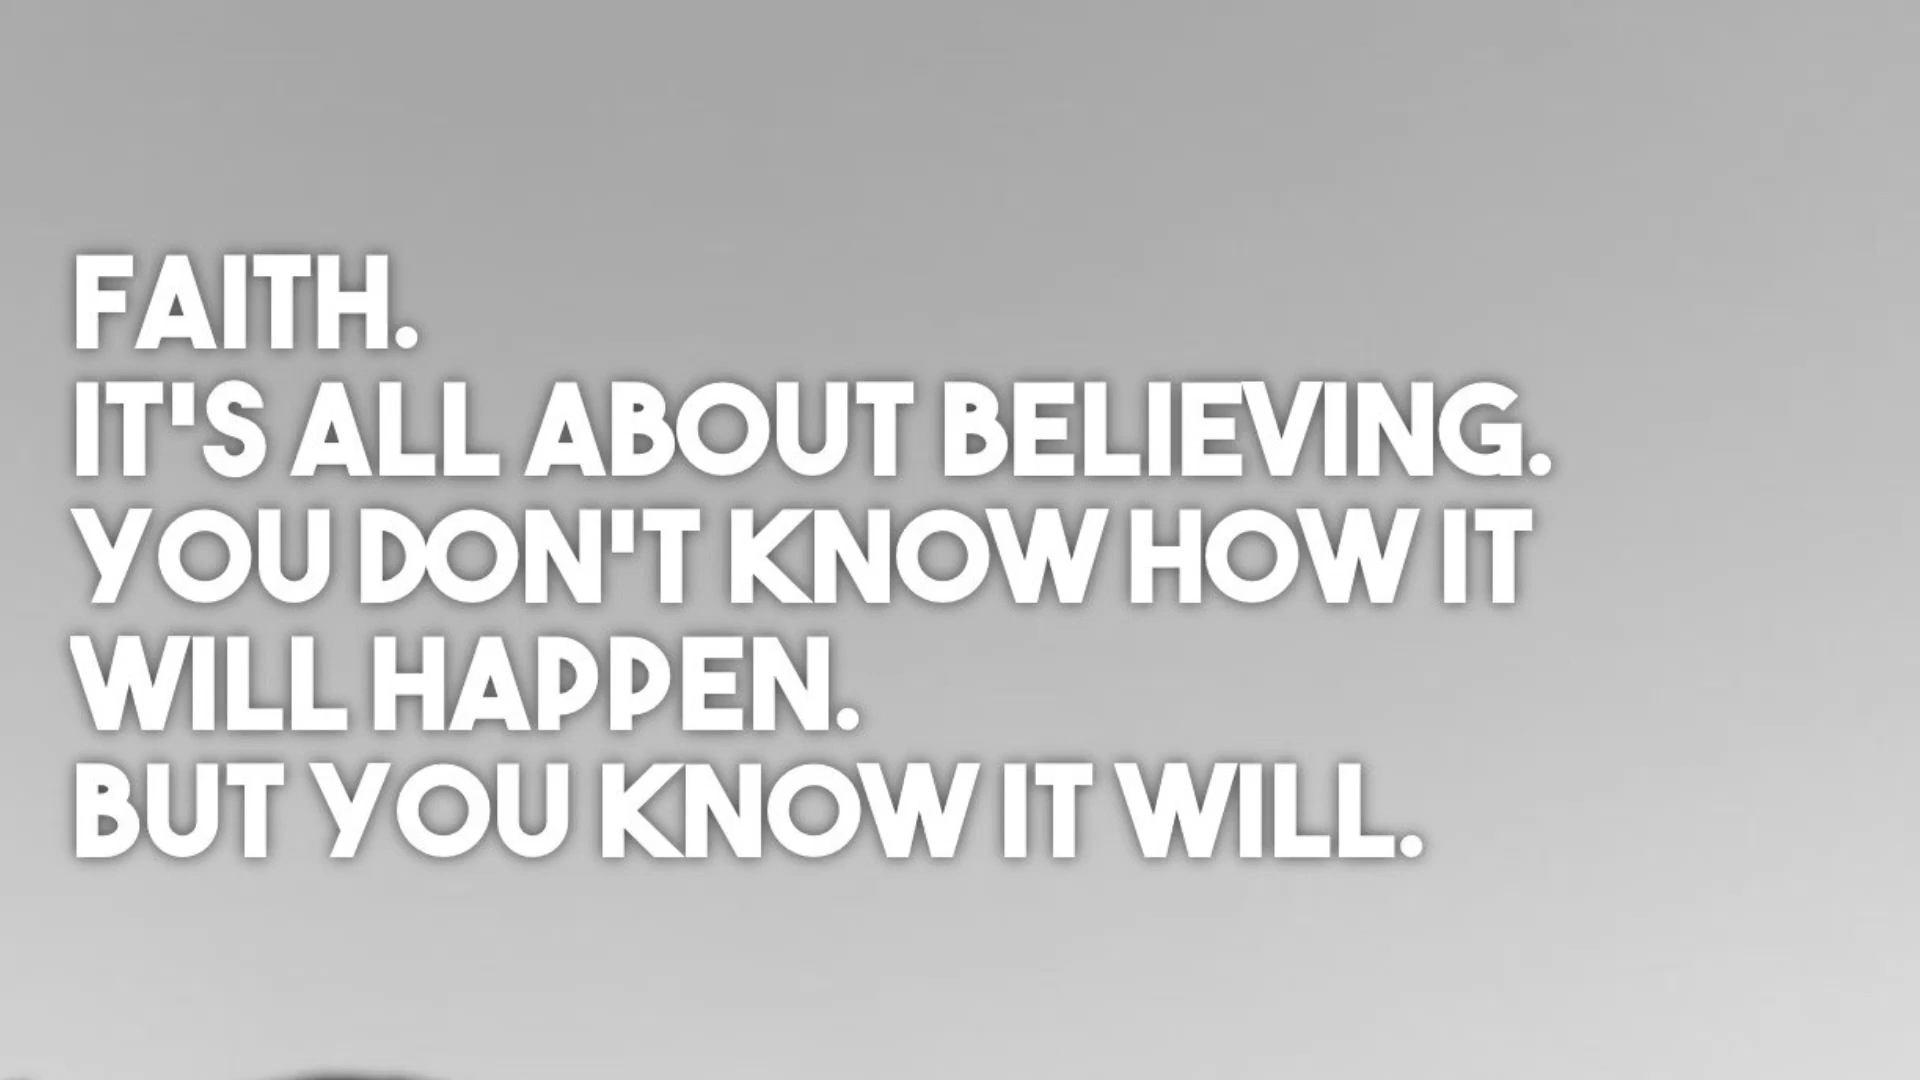 FAITH.
IT'S ALL ABOUT BELIEVING.
YOU DON'T KNOW HOW IT
WILL HAPPEN.
BUT YOU KNOW IT WILL.